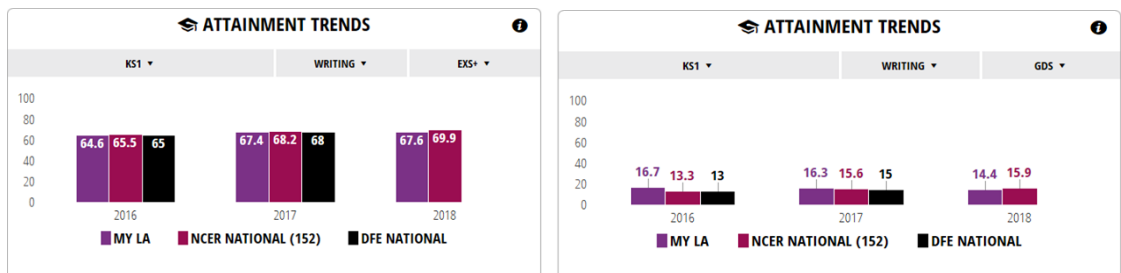 ATTAINMENT TRENDS
KS1 ▾ WRITING ▾ EXS+ ▾
100
80
60
40
20
0
64.6 65.5 65
67.4 68.2 68
67.6 69.9
2016 2017 2018
MY LA NCER NATIONAL (152) DFE NATIONAL
ATTAINMENT TRENDS
KS1 ▾ WRITING ▾ GDS ▾
100
80
60
40
20
0
16.7 13.3 13
16.3 15.6 15
14.4 15.9
2016 2017 2018
MY LA NCER NATIONAL (152) DFE NATIONAL